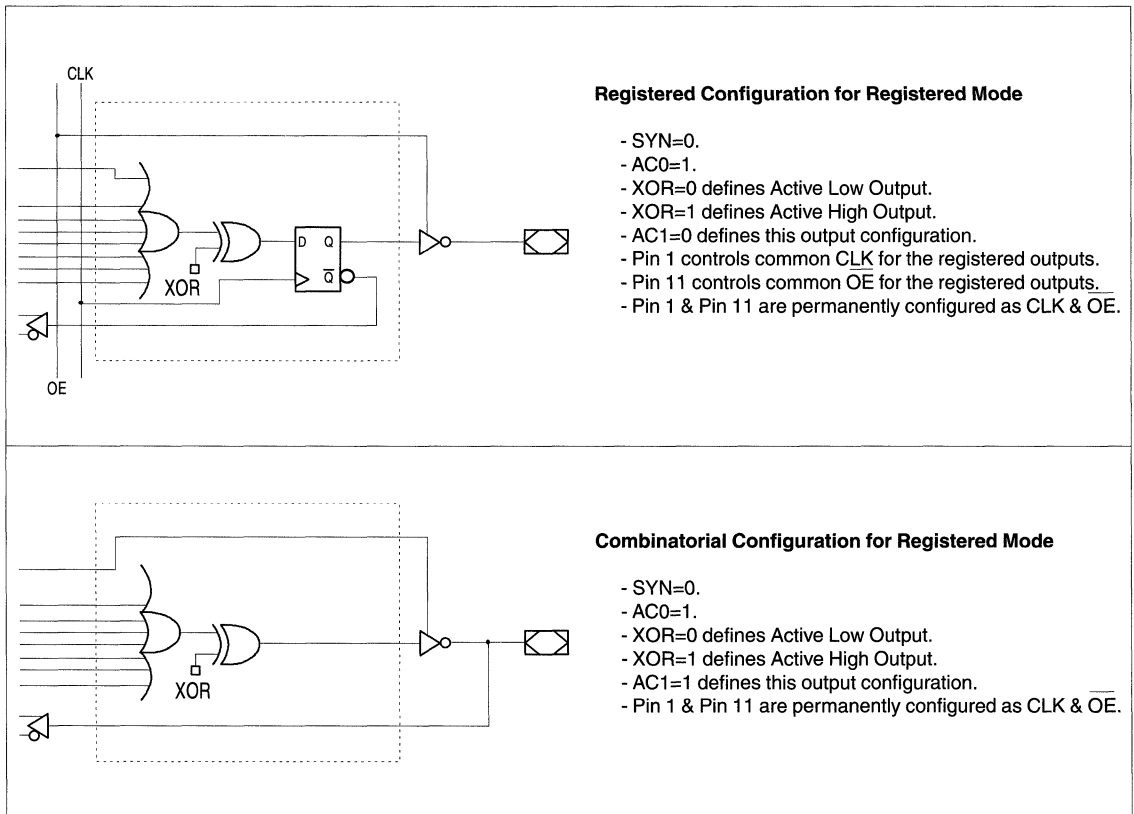 CLK
D Q
Q̅
XOR
OE
Registered Configuration for Registered Mode
- SYN=0.
- AC0=1.
- XOR=0 defines Active Low Output.
- XOR=1 defines Active High Output.
- AC1=0 defines this output configuration.
- Pin 1 controls common CLK for the registered outputs.
- Pin 11 controls common O̅E̅ for the registered outputs.
- Pin 1 & Pin 11 are permanently configured as CLK & O̅E̅.
XOR
Combinatorial Configuration for Registered Mode
- SYN=0.
- AC0=1.
- XOR=0 defines Active Low Output.
- XOR=1 defines Active High Output.
- AC1=1 defines this output configuration.
- Pin 1 & Pin 11 are permanently configured as CLK & O̅E̅.